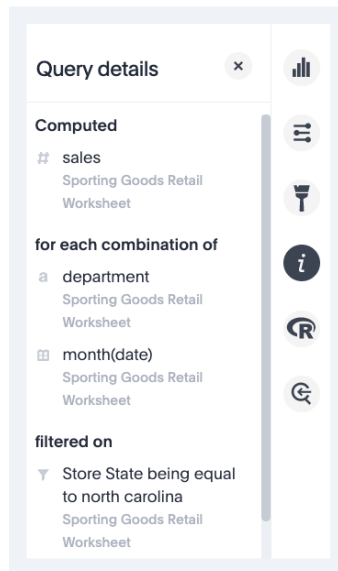 Query details
Computed
# sales
Sporting Goods Retail
Worksheet
for each combination of
a department
Sporting Goods Retail
Worksheet
month(date)
Sporting Goods Retail
Worksheet
filtered on
Store State being equal
to north carolina
Sporting Goods Retail
Worksheet
i
R